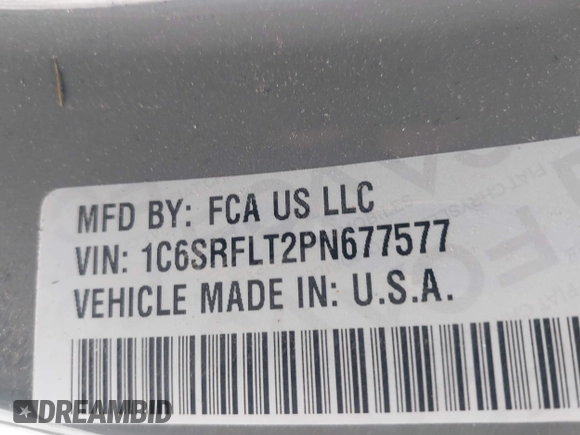 MFD BY: FCA US LLC
VIN: 1C6SRFLT2PN677577
VEHICLE MADE IN: U.S.A.
DREAMBID